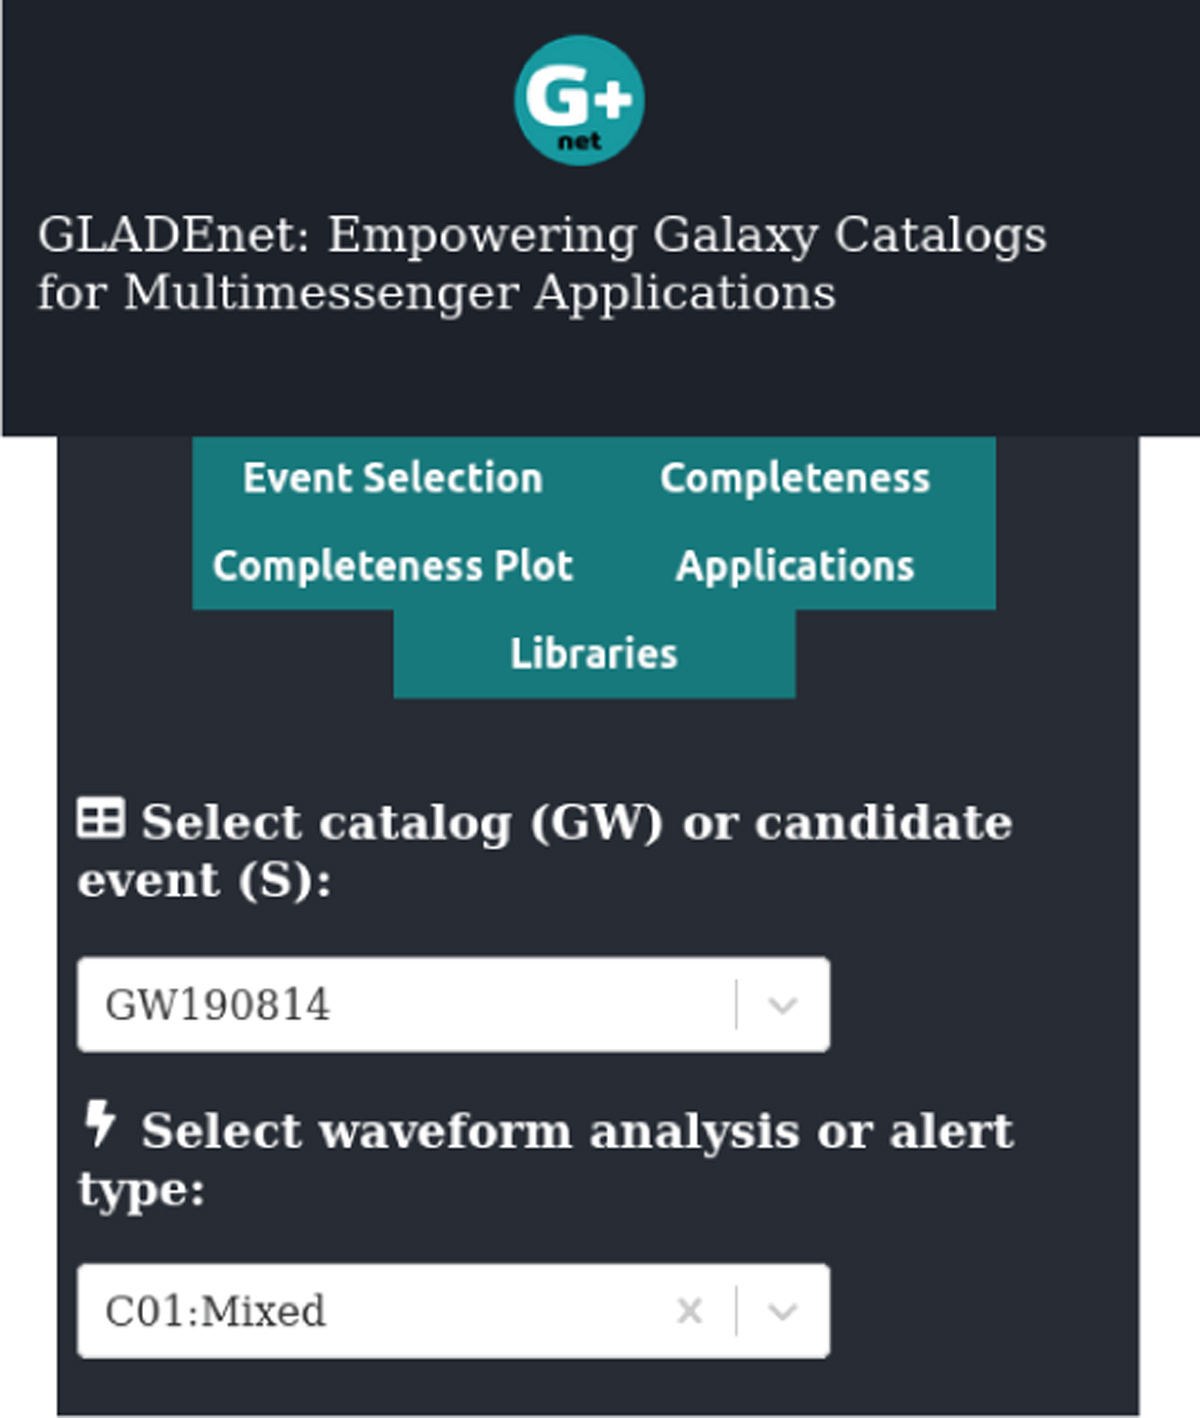 G+
net
GLADEnet: Empowering Galaxy Catalogs
for Multimessenger Applications
Event Selection Completeness
Completeness Plot Applications
Libraries
Select catalog (GW) or candidate
event (S):
GW190814
Select waveform analysis or alert
type:
C01:Mixed